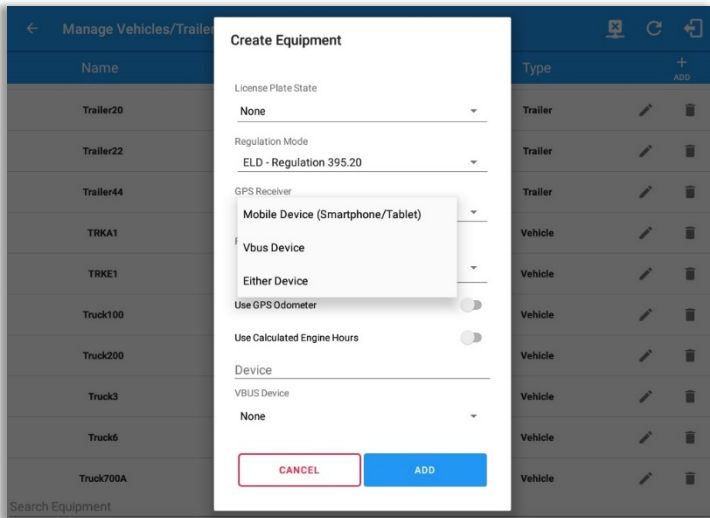 Manage Vehicles/Trailer
Create Equipment
Name
Type
ADD
License Plate State
None
Regulation Mode
ELD - Regulation 395.20
GPS Receiver
Mobile Device (Smartphone/Tablet)
Vbus Device
Either Device
Use GPS Odometer
Use Calculated Engine Hours
Device
VBUS Device
None
CANCEL
ADD
Trailer20
Trailer
Trailer22
Trailer
Trailer44
Trailer
TRKA1
Vehicle
TRKE1
Vehicle
Truck100
Vehicle
Truck200
Vehicle
Truck3
Vehicle
Truck6
Vehicle
Truck700A
Vehicle
Search Equipment